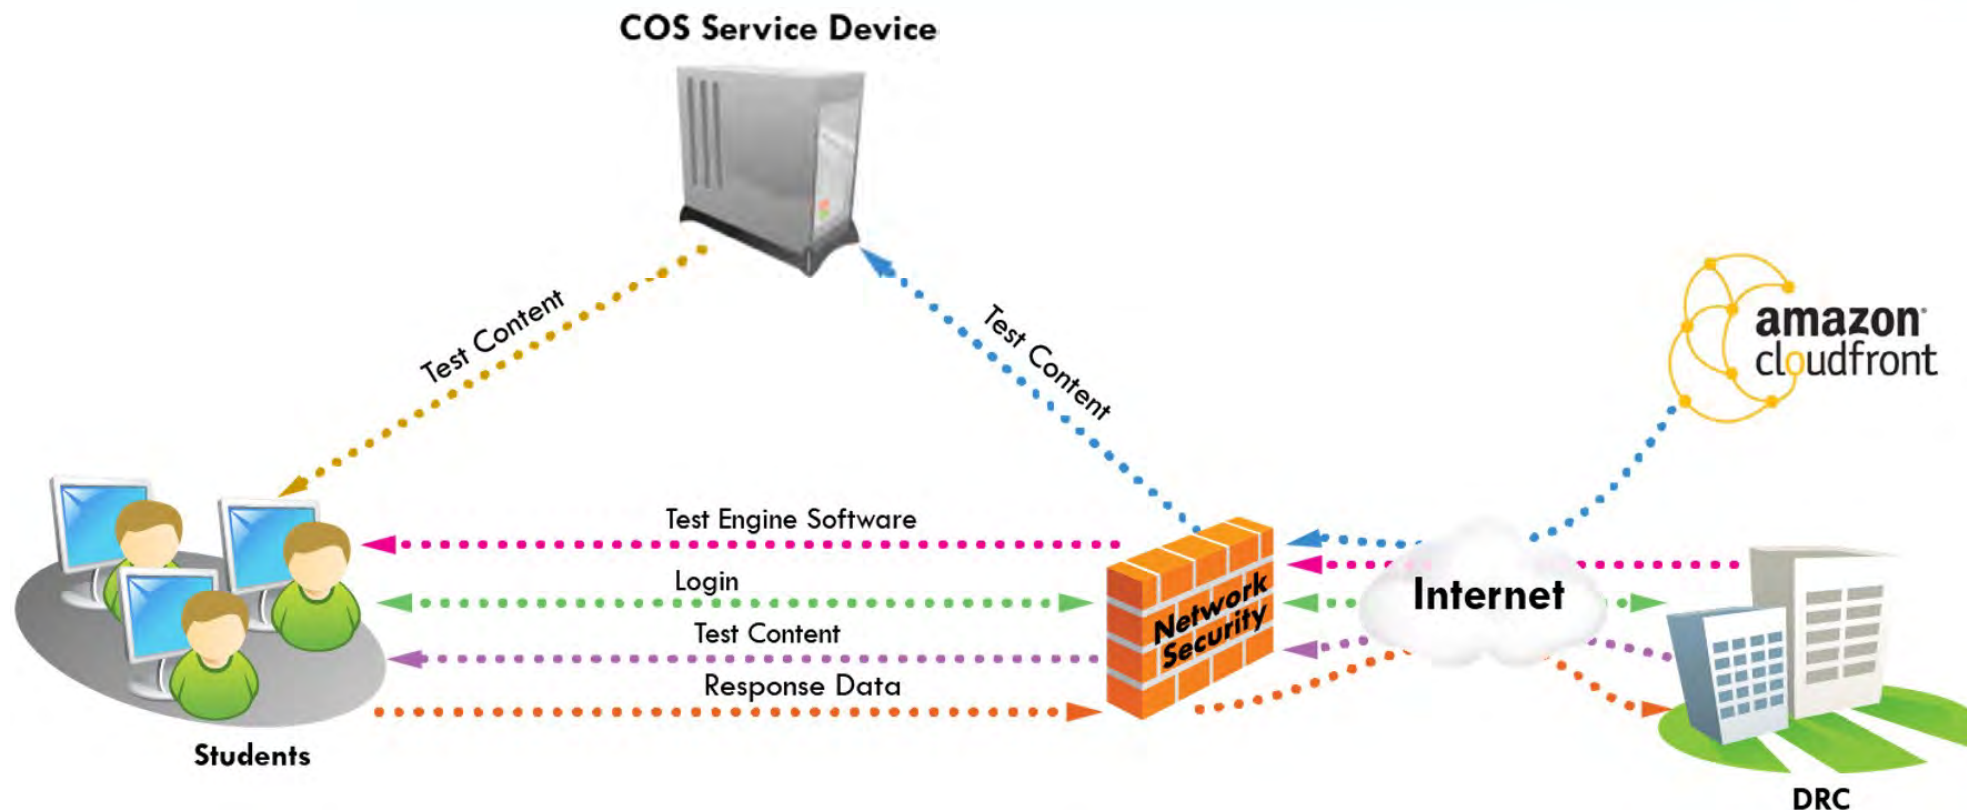 COS Service Device
Test Content
Test Content
amazon
cloudfront
Test Engine Software
Login
Test Content
Response Data
Network
Security
Internet
Students
DRC